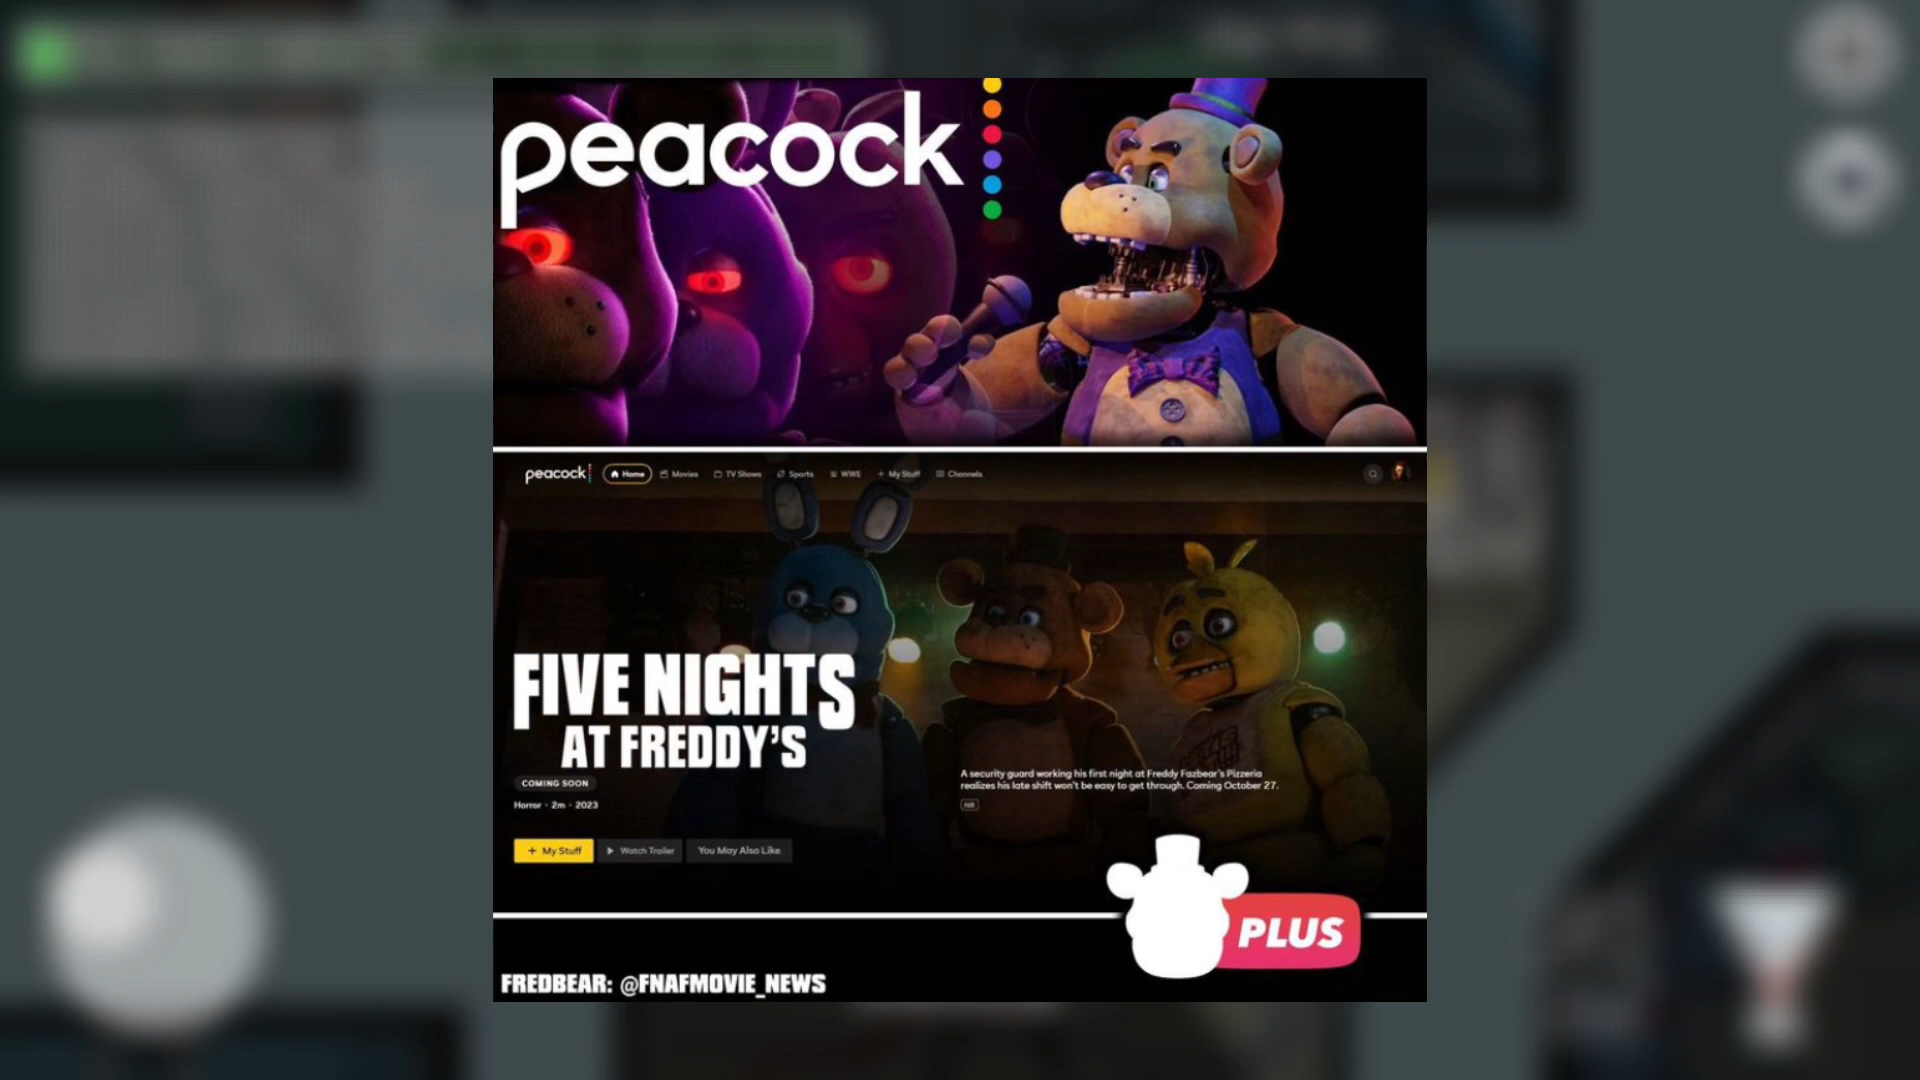 peacock
peacock
Home
Movies
TV Shows
Sports
WWE
+ My Stuff
Channels
FIVE NIGHTS
AT FREDDY'S
COMING SOON
Horror · 2m · 2023
A security guard working his first night at Freddy Fazbear's Pizzeria
realizes his late shift won't be easy to get through. Coming October 27.
NR
+ My Stuff
Watch Trailer
You May Also Like
PLUS
FREDBEAR: @FNAFMOVIE_NEWS